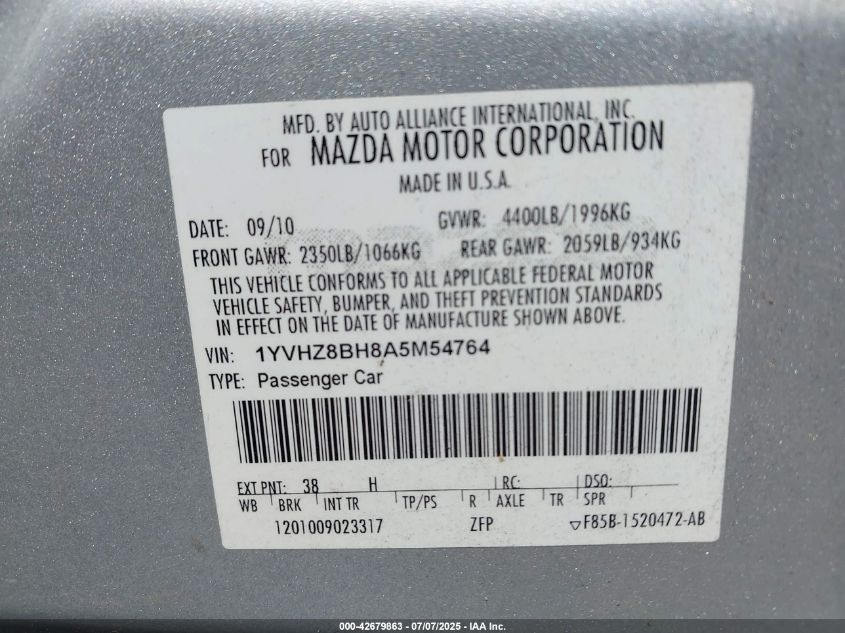 MFD. BY AUTO ALLIANCE INTERNATIONAL, INC.
FOR MAZDA MOTOR CORPORATION
MADE IN U.S.A.
DATE: 09/10 GVWR: 4400LB/1996KG
FRONT GAWR: 2350LB/1066KG REAR GAWR: 2059LB/934KG
THIS VEHICLE CONFORMS TO ALL APPLICABLE FEDERAL MOTOR
VEHICLE SAFETY, BUMPER, AND THEFT PREVENTION STANDARDS
IN EFFECT ON THE DATE OF MANUFACTURE SHOWN ABOVE.
VIN: 1YVHZ8BH8A5M54764
TYPE: Passenger Car
EXT PNT: 38 H RC: DSO:
WB BRK INT TR TP/PS R AXLE TR SPR
1201009023317 ZFP ▽F85B-1520472-AB
000-42679863 / 07/07/2025 - IAA Inc.